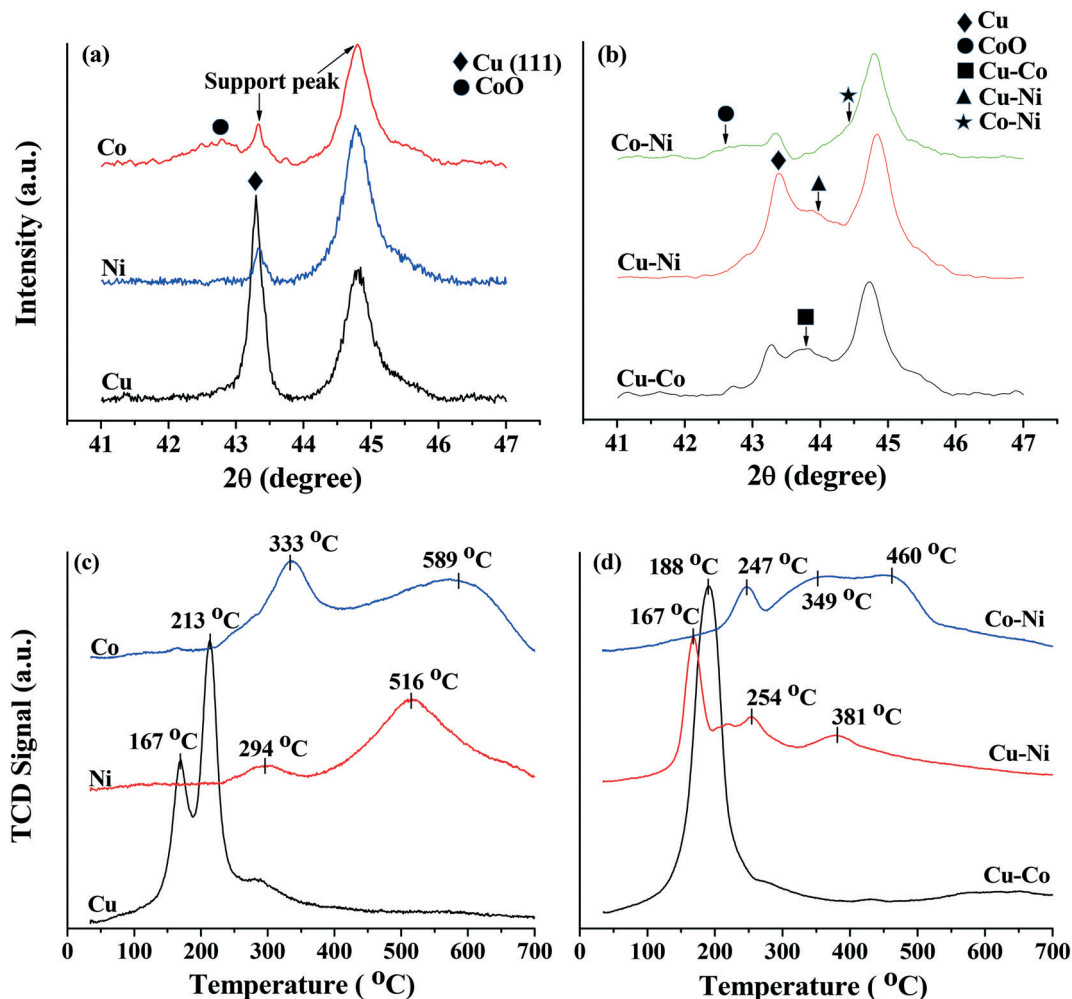 (a)
Support peak
◆ Cu (111)
● CoO
Co
Ni
Cu
Intensity (a.u.)
41 42 43 44 45 46 47
2θ (degree)
(b)
◆ Cu
● CoO
■ Cu-Co
▲ Cu-Ni
★ Co-Ni
Co-Ni
Cu-Ni
Cu-Co
41 42 43 44 45 46 47
2θ (degree)
(c)
333 °C
589 °C
213 °C
Co
516 °C
167 °C
294 °C
Ni
Cu
TCD Signal (a.u.)
0 100 200 300 400 500 600 700
Temperature ( °C)
(d)
188 °C
247 °C
460 °C
167 °C
349 °C
Co-Ni
254 °C
381 °C
Cu-Ni
Cu-Co
0 100 200 300 400 500 600 700
Temperature ( °C)